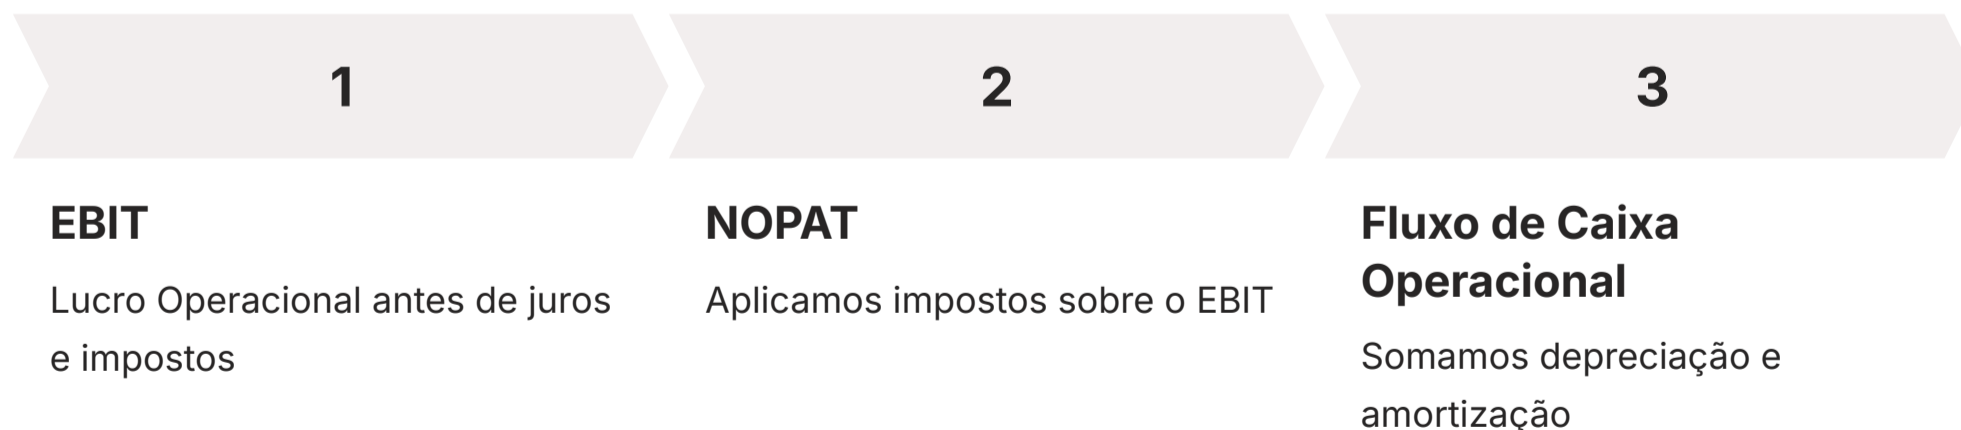 1
2
3
EBIT
Lucro Operacional antes de juros
e impostos
NOPAT
Aplicamos impostos sobre o EBIT
Fluxo de Caixa
Operacional
Somamos depreciação e
amortização